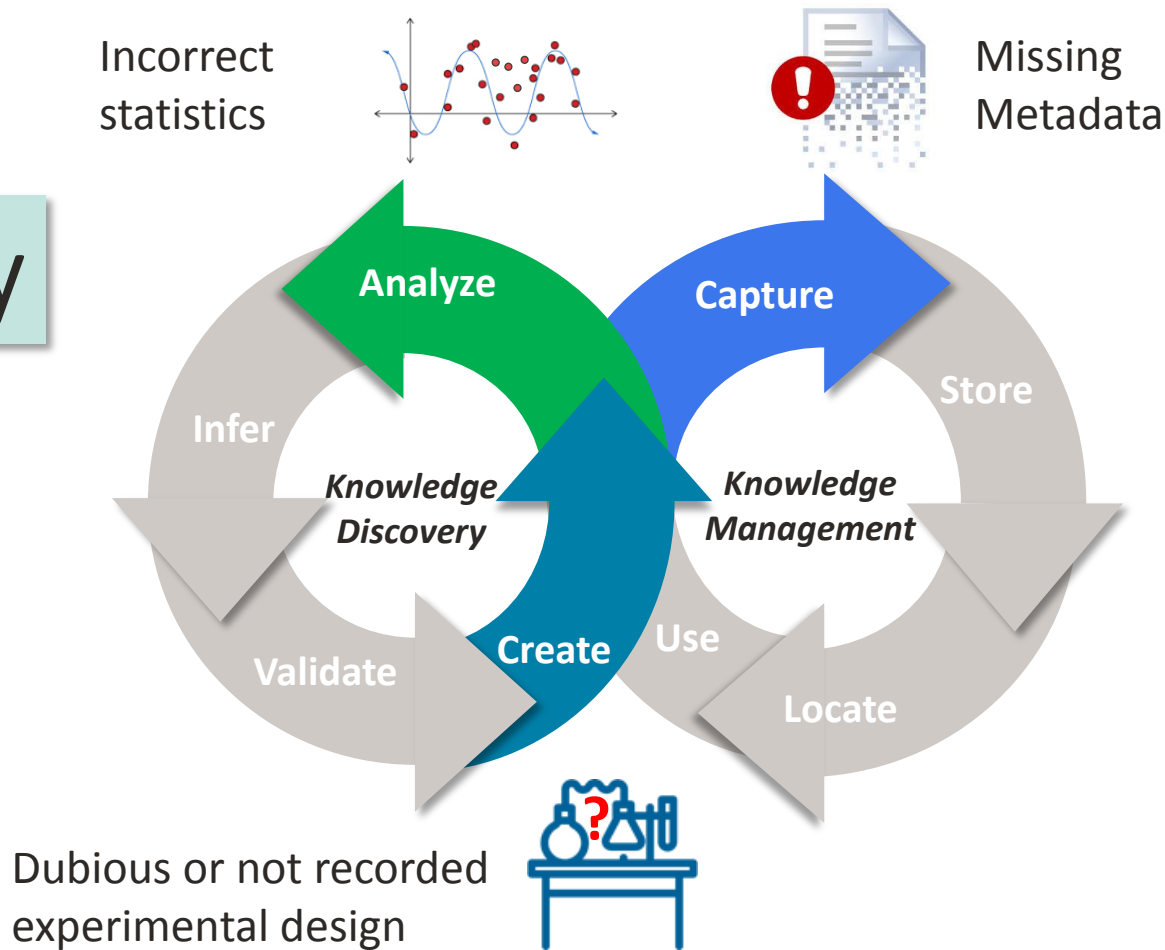 Incorrect
statistics
Missing
Metadata
y
Analyze
Capture
Infer
Store
Knowledge
Discovery
Knowledge
Management
Validate
Create
Use
Locate
?
Dubious or not recorded
experimental design